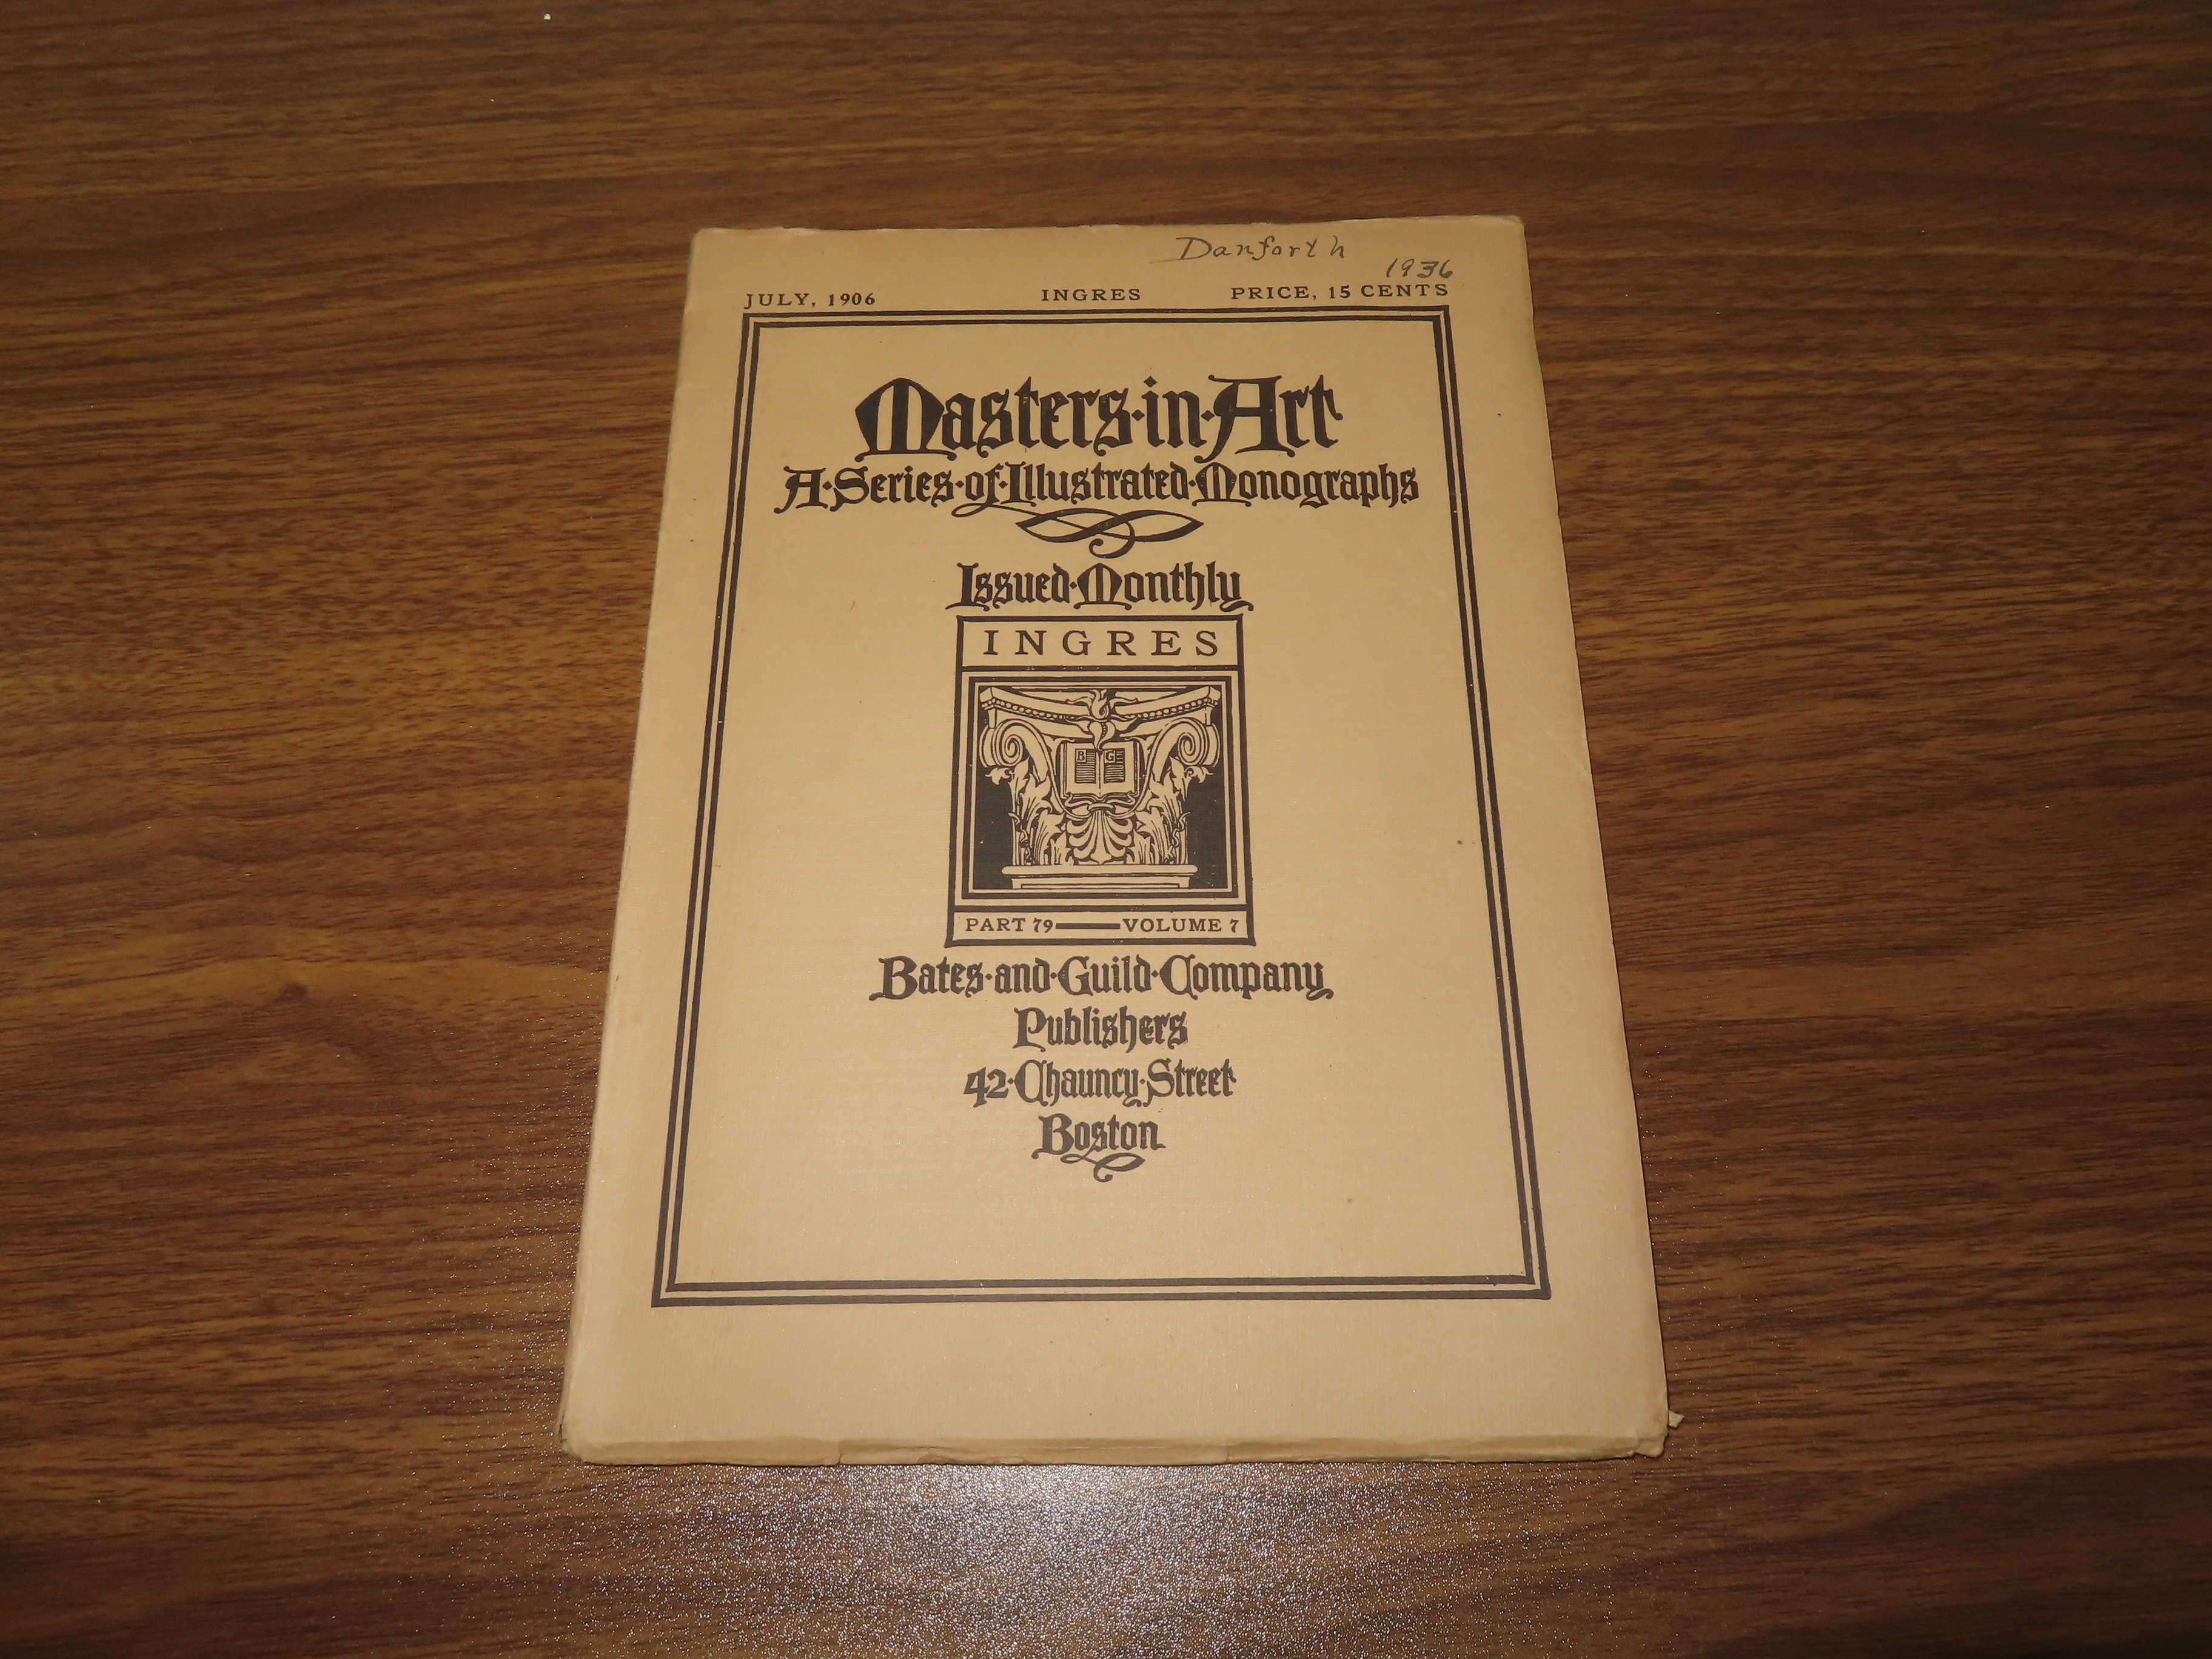 Danforth
1936
JULY, 1906 INGRES PRICE, 15 CENTS
Masters·in·Art
A·Series·of·Illustrated·Monographs
Issued·Monthly
INGRES
B G
PART 79 VOLUME 7
Bates·and·Guild·Company
Publishers
42·Chauncy·Street
Boston